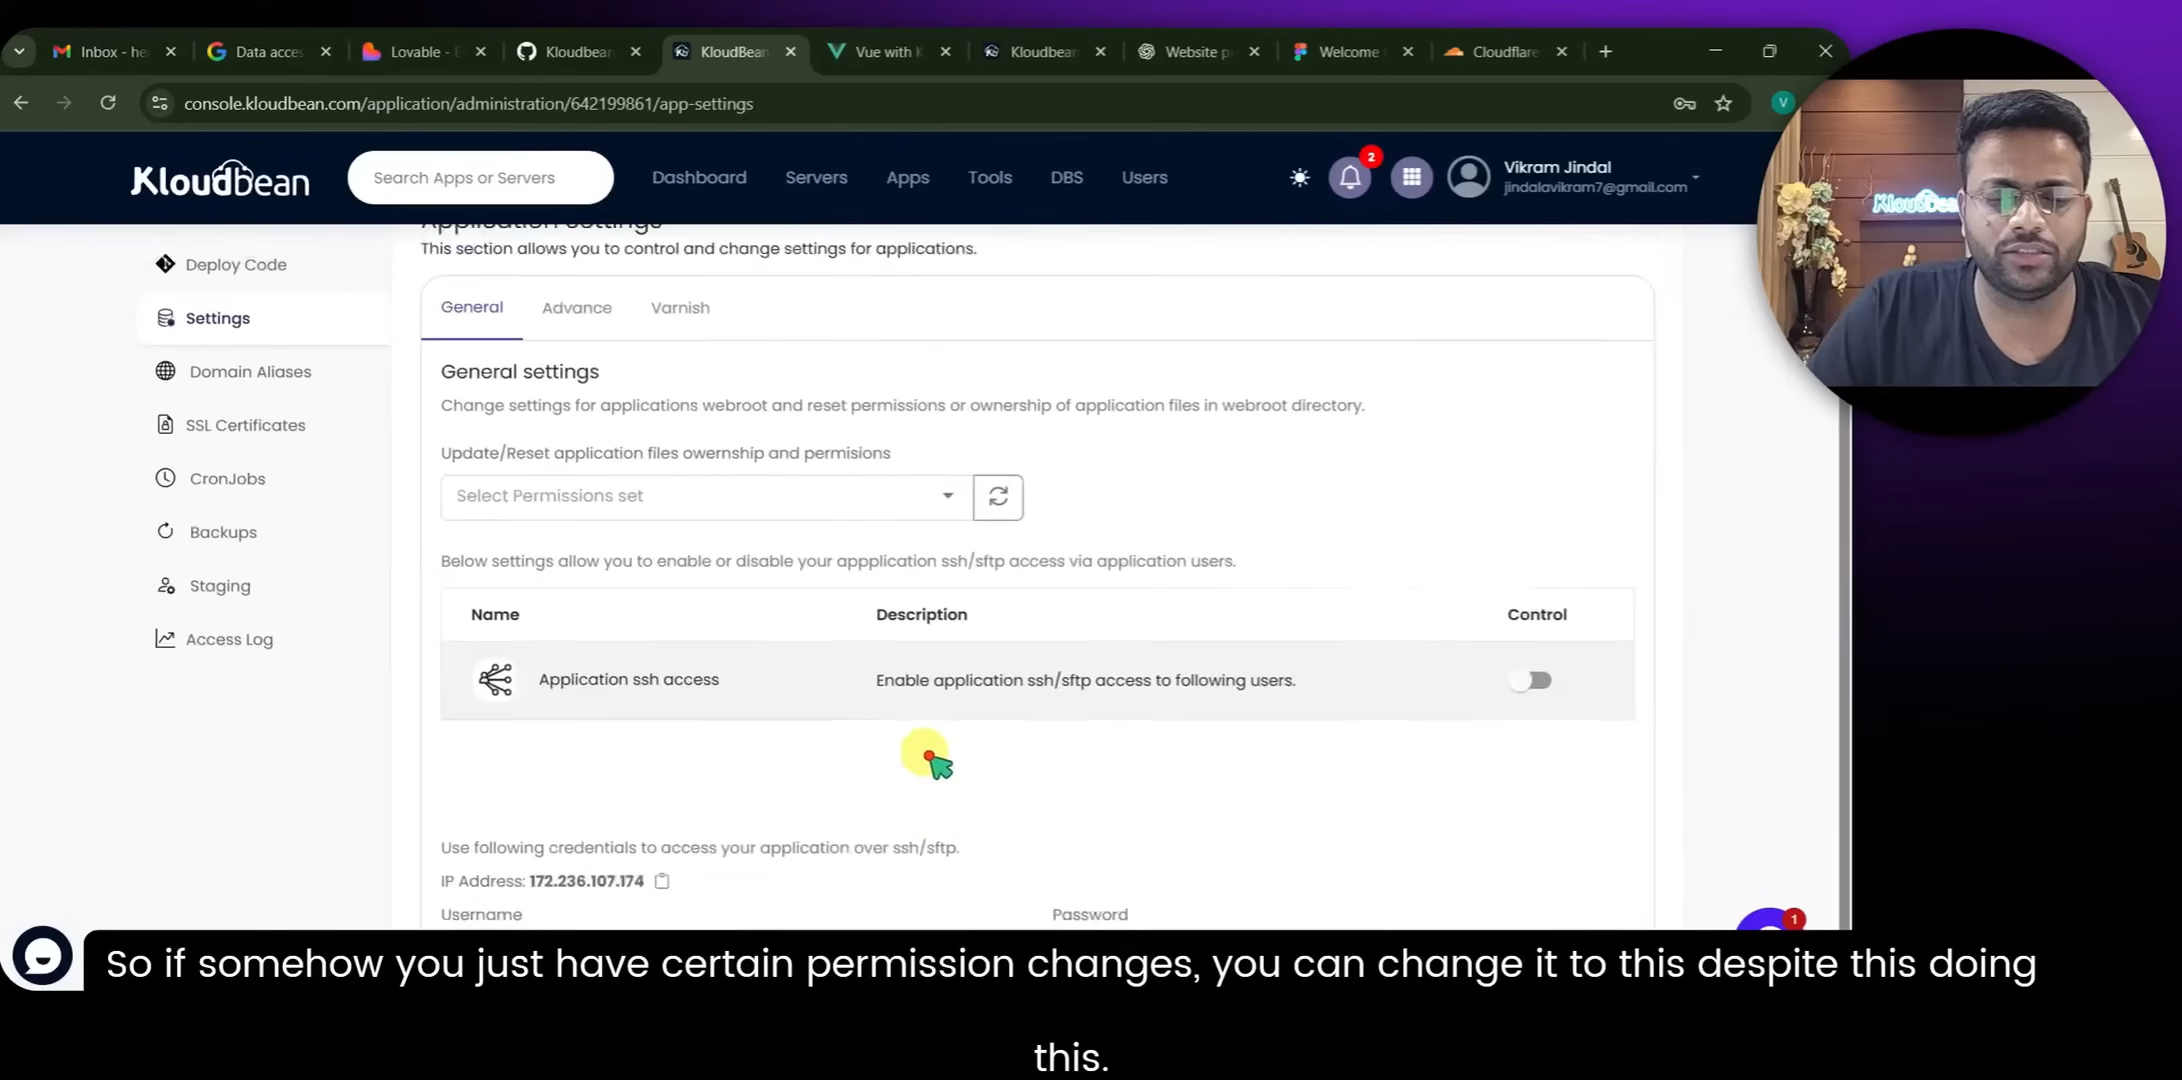 Inbox - he
Data acces
Lovable - E
Kloudbean
KloudBean
Vue with K
Kloudbean
Website p
Welcome
Cloudflare
console.kloudbean.com/application/administration/642199861/app-settings
V
Kloudbean
Search Apps or Servers
Dashboard
Servers
Apps
Tools
DBS
Users
2
Vikram Jindal
jindalavikram7@gmail.com
Kloudbean
Application settings
This section allows you to control and change settings for applications.
Deploy Code
Settings
Domain Aliases
SSL Certificates
CronJobs
Backups
Staging
Access Log
General
Advance
Varnish
General settings
Change settings for applications webroot and reset permissions or ownership of application files in webroot directory.
Update/Reset application files owernship and permisions
Select Permissions set
Below settings allow you to enable or disable your appplication ssh/sftp access via application users.
Name
Description
Control
Application ssh access
Enable application ssh/sftp access to following users.
Use following credentials to access your application over ssh/sftp.
IP Address: 172.236.107.174
Username
Password
1
So if somehow you just have certain permission changes, you can change it to this despite this doing
this.